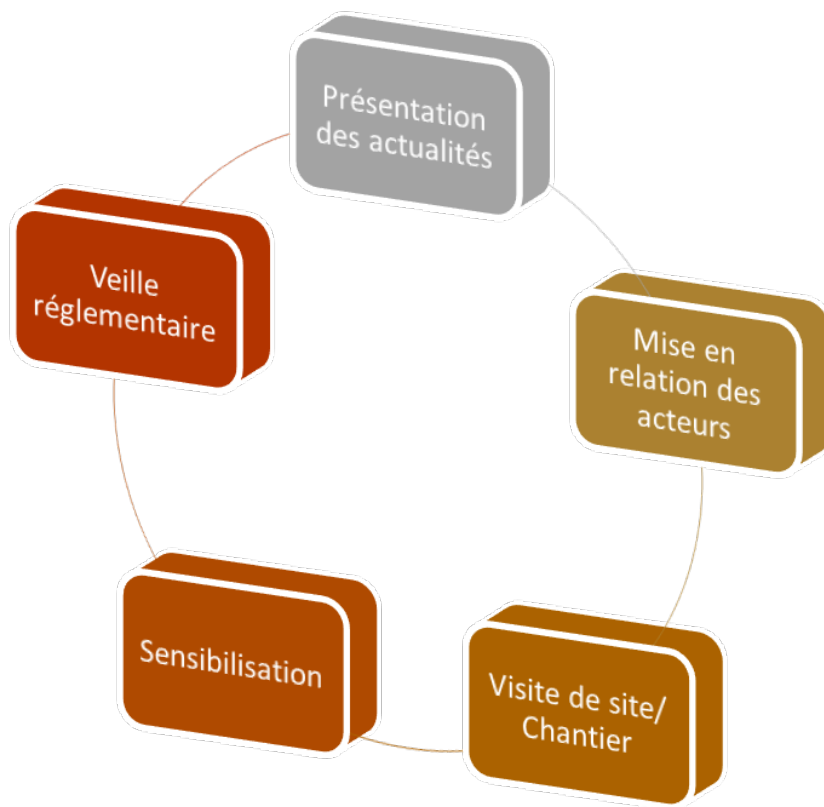 Présentation
des actualités
Mise en
relation des
acteurs
Visite de site/
Chantier
Sensibilisation
Veille
réglementaire